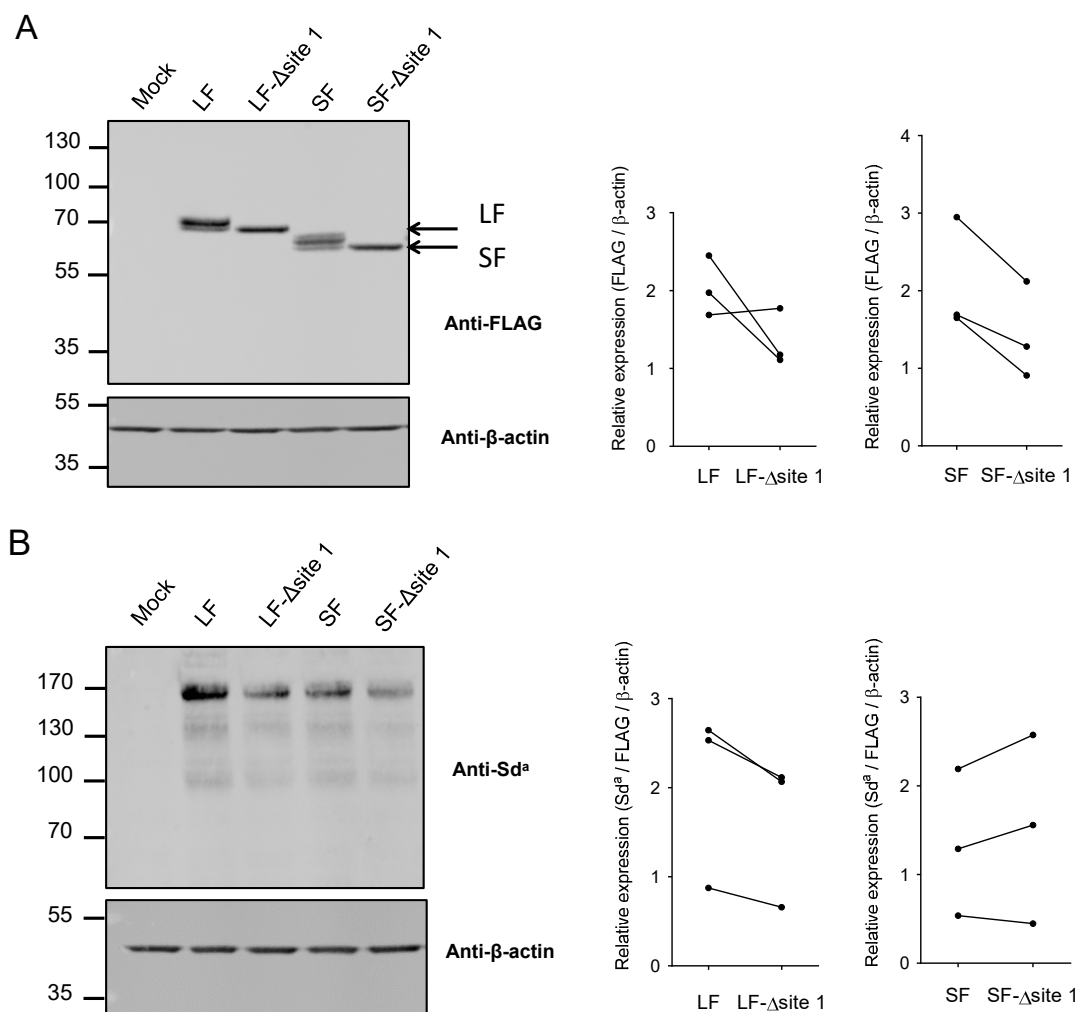 A
Mock
LF
LF-Δsite 1
SF
SF-Δsite 1
130
100
70
55
35
LF
SF
Anti-FLAG
55
35
Anti-β-actin
Relative expression (FLAG / β-actin)
3
2
1
0
LF LF-Δsite 1
Relative expression (FLAG / β-actin)
4
3
2
1
0
SF SF-Δsite 1
B
Mock
LF
LF-Δsite 1
SF
SF-Δsite 1
170
130
100
70
Anti-Sdᵃ
55
35
Anti-β-actin
Relative expression (Sdᵃ / FLAG / β-actin)
3
2
1
0
LF LF-Δsite 1
Relative expression (Sdᵃ / FLAG / β-actin)
3
2
1
0
SF SF-Δsite 1